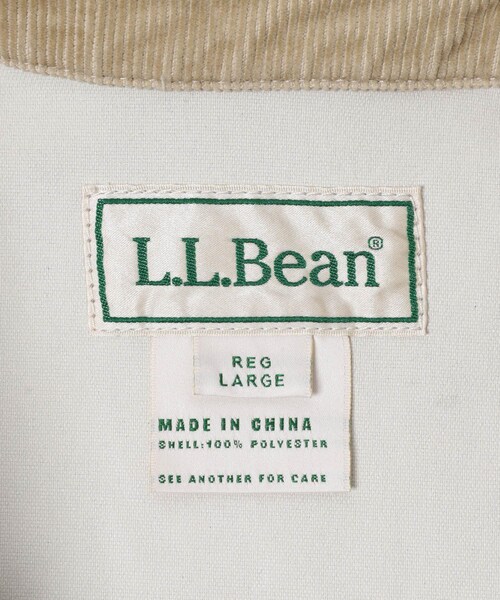 L.L.Bean®
REG
LARGE
MADE IN CHINA
SHELL:100% POLYESTER
SEE ANOTHER FOR CARE